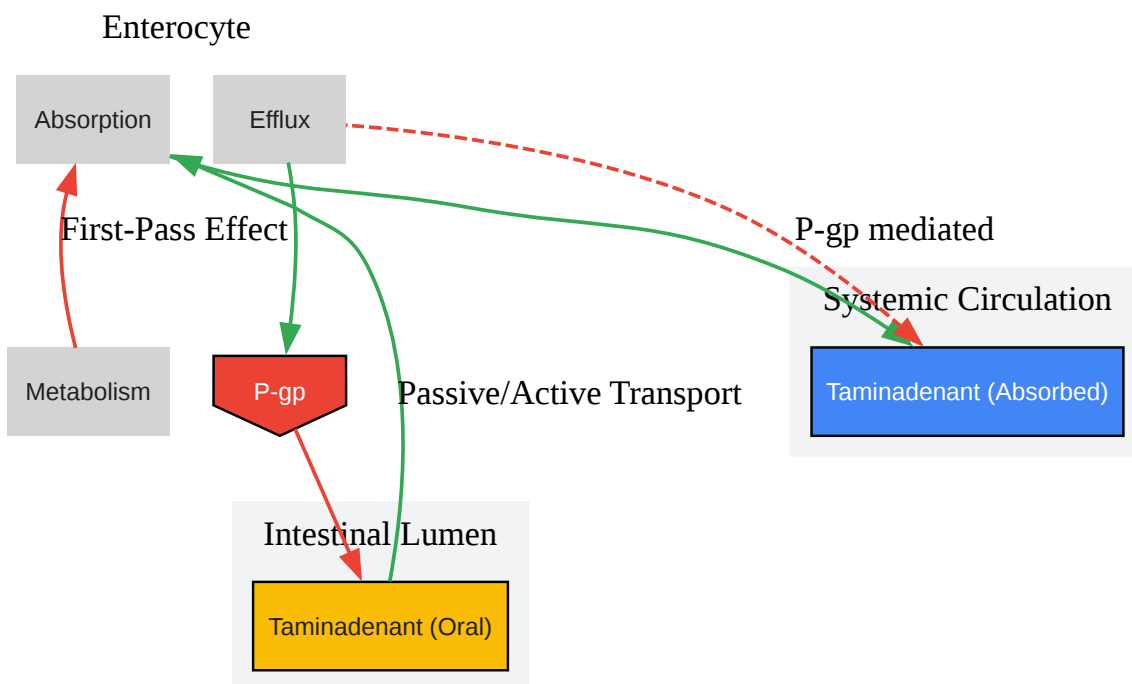 Enterocyte
Absorption
Efflux
First-Pass Effect
P-gp mediated
Systemic Circulation
Metabolism
P-gp
Passive/Active Transport
Taminadenant (Absorbed)
Intestinal Lumen
Taminadenant (Oral)